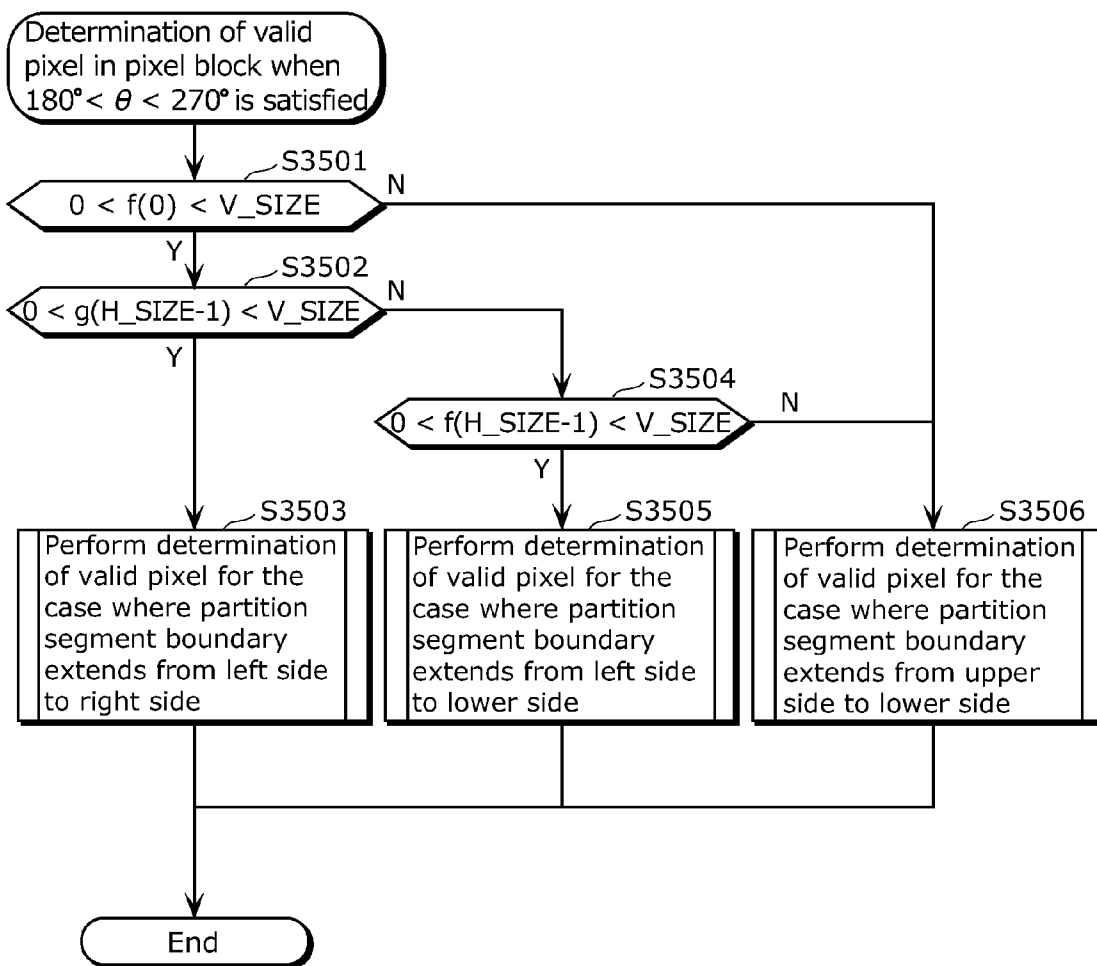 Determination of valid
pixel in pixel block when
180° < θ < 270° is satisfied
S3501
0 < f(0) < V_SIZE
N
Y
S3502
0 < g(H_SIZE-1) < V_SIZE
N
Y
S3504
0 < f(H_SIZE-1) < V_SIZE
N
Y
S3503
Perform determination
of valid pixel for the
case where partition
segment boundary
extends from left side
to right side
S3505
Perform determination
of valid pixel for the
case where partition
segment boundary
extends from left side
to lower side
S3506
Perform determination
of valid pixel for the
case where partition
segment boundary
extends from upper
side to lower side
End